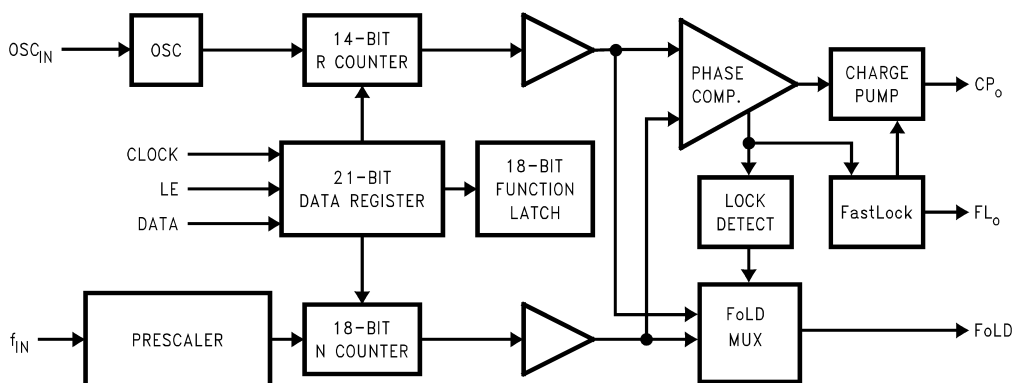 OSC_IN
OSC
14-BIT
R COUNTER
PHASE
COMP.
CHARGE
PUMP
CP_o
CLOCK
LE
DATA
21-BIT
DATA REGISTER
18-BIT
FUNCTION
LATCH
LOCK
DETECT
FastLock
FL_o
f_IN
PRESCALER
18-BIT
N COUNTER
FoLD
MUX
FoLD